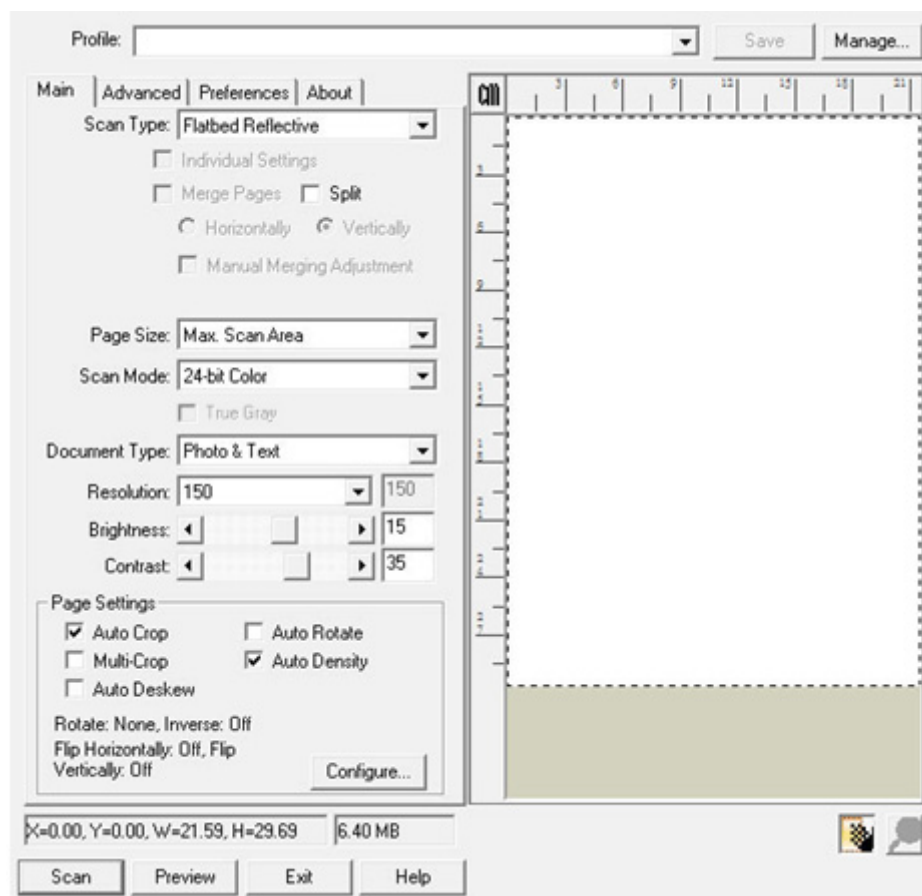 Profile: Save Manage...
Main Advanced Preferences About
Scan Type: Flatbed Reflective
Individual Settings
Merge Pages Split
Horizontally Vertically
Manual Merging Adjustment
Page Size: Max. Scan Area
Scan Mode: 24-bit Color
True Gray
Document Type: Photo & Text
Resolution: 150 150
Brightness: 15
Contrast: 35
Page Settings
Auto Crop Auto Rotate
Multi-Crop Auto Density
Auto Deskew
Rotate: None, Inverse: Off
Flip Horizontally: Off, Flip
Vertically: Off
Configure...
X=0.00, Y=0.00, W=21.59, H=29.69 6.40 MB
Scan Preview Exit Help
cm 3 6 9 12 15 18 21
3
6
9